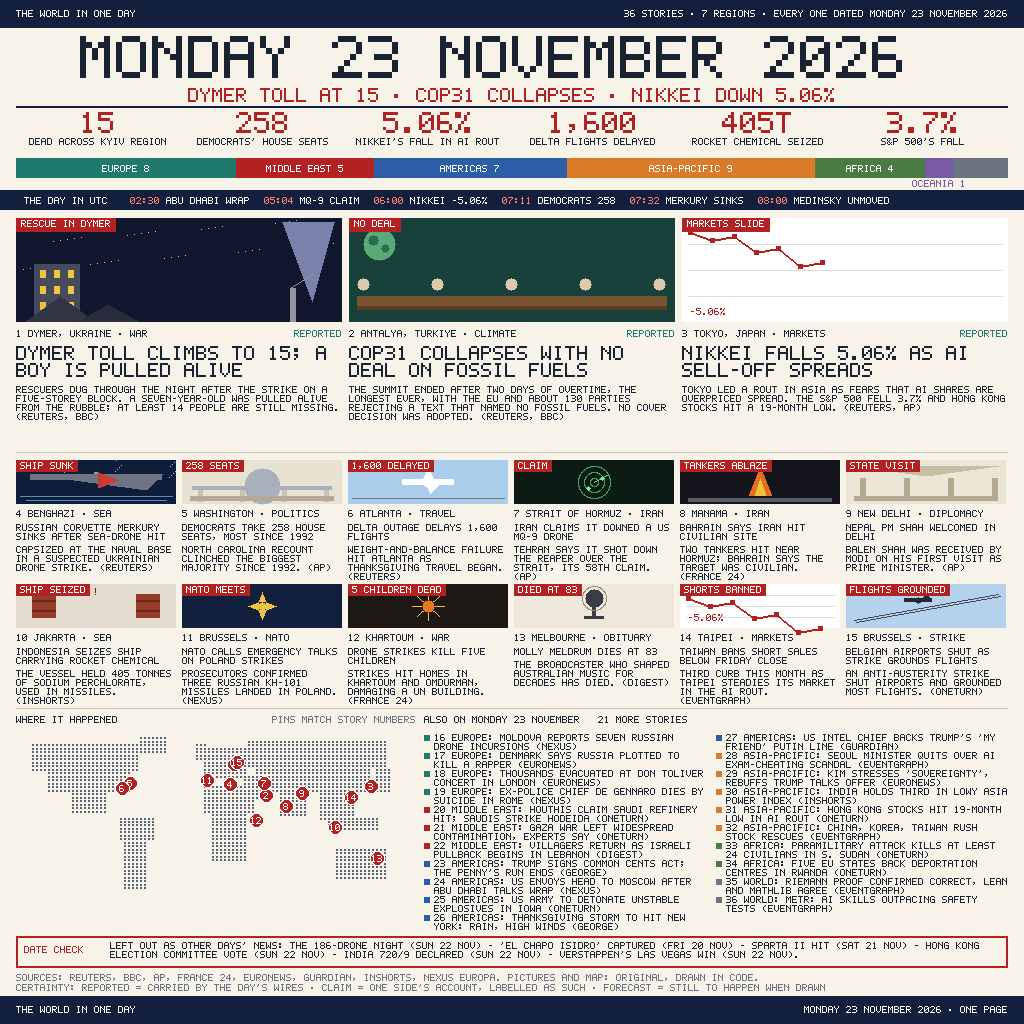 THE WORLD IN ONE DAY
36 STORIES · 7 REGIONS · EVERY ONE DATED MONDAY 23 NOVEMBER 2026
MONDAY 23 NOVEMBER 2026
DYMER TOLL AT 15 · COP31 COLLAPSES · NIKKEI DOWN 5.06%
15
DEAD ACROSS KYIV REGION
258
DEMOCRATS' HOUSE SEATS
5.06%
NIKKEI'S FALL IN AI ROUT
1,600
DELTA FLIGHTS DELAYED
405T
ROCKET CHEMICAL SEIZED
3.7%
S&P 500'S FALL
EUROPE 8
MIDDLE EAST 5
AMERICAS 7
ASIA-PACIFIC 9
AFRICA 4
OCEANIA 1
THE DAY IN UTC 02:30 ABU DHABI WRAP 05:04 MQ-9 CLAIM 06:00 NIKKEI -5.06% 07:11 DEMOCRATS 258 07:32 MERKURY SINKS 08:00 MEDINSKY UNMOVED
RESCUE IN DYMER
1 DYMER, UKRAINE · WAR
REPORTED
DYMER TOLL CLIMBS TO 15; A
BOY IS PULLED ALIVE
RESCUERS DUG THROUGH THE NIGHT AFTER THE STRIKE ON A
FIVE-STOREY BLOCK. A SEVEN-YEAR-OLD WAS PULLED ALIVE
FROM THE RUBBLE; AT LEAST 14 PEOPLE ARE STILL MISSING.
(REUTERS, BBC)
NO DEAL
2 ANTALYA, TURKIYE · CLIMATE
REPORTED
COP31 COLLAPSES WITH NO
DEAL ON FOSSIL FUELS
THE SUMMIT ENDED AFTER TWO DAYS OF OVERTIME, THE
LONGEST EVER, WITH THE EU AND ABOUT 130 PARTIES
REJECTING A TEXT THAT NAMED NO FOSSIL FUELS. NO COVER
DECISION WAS ADOPTED. (REUTERS, BBC)
MARKETS SLIDE
-5.06%
3 TOKYO, JAPAN · MARKETS
REPORTED
NIKKEI FALLS 5.06% AS AI
SELL-OFF SPREADS
TOKYO LED A ROUT IN ASIA AS FEARS THAT AI SHARES ARE
OVERPRICED SPREAD. THE S&P 500 FELL 3.7% AND HONG KONG
STOCKS HIT A 19-MONTH LOW. (REUTERS, AP)
SHIP SUNK
4 BENGHAZI · SEA
RUSSIAN CORVETTE MERKURY
SINKS AFTER SEA-DRONE HIT
CAPSIZED AT THE NAVAL BASE
IN A SUSPECTED UKRAINIAN
DRONE STRIKE. (REUTERS)
258 SEATS
5 WASHINGTON · POLITICS
DEMOCRATS TAKE 258 HOUSE
SEATS, MOST SINCE 1992
NORTH CAROLINA RECOUNT
CLINCHED THE BIGGEST
MAJORITY SINCE 1992. (AP)
1,600 DELAYED
6 ATLANTA · TRAVEL
DELTA OUTAGE DELAYS 1,600
FLIGHTS
WEIGHT-AND-BALANCE FAILURE
HIT ATLANTA AS
THANKSGIVING TRAVEL BEGAN.
(REUTERS)
CLAIM
7 STRAIT OF HORMUZ · IRAN
IRAN CLAIMS IT DOWNED A US
MQ-9 DRONE
TEHRAN SAYS IT SHOT DOWN
THE REAPER OVER THE
STRAIT, ITS 58TH CLAIM.
(AP)
TANKERS ABLAZE
8 MANAMA · IRAN
BAHRAIN SAYS IRAN HIT
CIVILIAN SITE
TWO TANKERS HIT NEAR
HORMUZ; BAHRAIN SAYS THE
TARGET WAS CIVILIAN.
(FRANCE 24)
STATE VISIT
9 NEW DELHI · DIPLOMACY
NEPAL PM SHAH WELCOMED IN
DELHI
BALEN SHAH WAS RECEIVED BY
MODI ON HIS FIRST VISIT AS
PRIME MINISTER. (AP)
SHIP SEIZED
!
10 JAKARTA · SEA
INDONESIA SEIZES SHIP
CARRYING ROCKET CHEMICAL
THE VESSEL HELD 405 TONNES
OF SODIUM PERCHLORATE,
USED IN MISSILES.
(INSHORTS)
NATO MEETS
11 BRUSSELS · NATO
NATO CALLS EMERGENCY TALKS
ON POLAND STRIKES
PROSECUTORS CONFIRMED
THREE RUSSIAN KH-101
MISSILES LANDED IN POLAND.
(NEXUS)
5 CHILDREN DEAD
12 KHARTOUM · WAR
DRONE STRIKES KILL FIVE
CHILDREN
STRIKES HIT HOMES IN
KHARTOUM AND OMDURMAN,
DAMAGING A UN BUILDING.
(FRANCE 24)
DIED AT 83
13 MELBOURNE · OBITUARY
MOLLY MELDRUM DIES AT 83
THE BROADCASTER WHO SHAPED
AUSTRALIAN MUSIC FOR
DECADES HAS DIED. (DIGEST)
SHORTS BANNED
-5.06%
14 TAIPEI · MARKETS
TAIWAN BANS SHORT SALES
BELOW FRIDAY CLOSE
THIRD CURB THIS MONTH AS
TAIPEI STEADIES ITS MARKET
IN THE AI ROUT.
(EVENTGRAPH)
FLIGHTS GROUNDED
15 BRUSSELS · STRIKE
BELGIAN AIRPORTS SHUT AS
STRIKE GROUNDS FLIGHTS
AN ANTI-AUSTERITY STRIKE
SHUT AIRPORTS AND GROUNDED
MOST FLIGHTS. (ONETURN)
WHERE IT HAPPENED
PINS MATCH STORY NUMBERS
6
1
4
7
2
8
9
3
14
10
12
13
ALSO ON MONDAY 23 NOVEMBER 21 MORE STORIES
16 EUROPE: MOLDOVA REPORTS SEVEN RUSSIAN
DRONE INCURSIONS (NEXUS)
17 EUROPE: DENMARK SAYS RUSSIA PLOTTED TO
KILL A RAPPER (EURONEWS)
18 EUROPE: THOUSANDS EVACUATED AT DON TOLIVER
CONCERT IN LONDON (EURONEWS)
19 EUROPE: EX-POLICE CHIEF DE GENNARO DIES BY
SUICIDE IN ROME (NEXUS)
20 MIDDLE EAST: HOUTHIS CLAIM SAUDI REFINERY
HIT; SAUDIS STRIKE HODEIDA (ONETURN)
21 MIDDLE EAST: GAZA WAR LEFT WIDESPREAD
CONTAMINATION, EXPERTS SAY (ONETURN)
22 MIDDLE EAST: VILLAGERS RETURN AS ISRAELI
PULLBACK BEGINS IN LEBANON (DIGEST)
23 AMERICAS: TRUMP SIGNS COMMON CENTS ACT;
THE PENNY'S RUN ENDS (GEORGE)
24 AMERICAS: US ENVOYS HEAD TO MOSCOW AFTER
ABU DHABI TALKS WRAP (NEXUS)
25 AMERICAS: US ARMY TO DETONATE UNSTABLE
EXPLOSIVES IN IOWA (ONETURN)
26 AMERICAS: THANKSGIVING STORM TO HIT NEW
YORK: RAIN, HIGH WINDS (GEORGE)
27 AMERICAS: US INTEL CHIEF BACKS TRUMP'S 'MY
FRIEND' PUTIN LINE (GUARDIAN)
28 ASIA-PACIFIC: SEOUL MINISTER QUITS OVER AI
EXAM-CHEATING SCANDAL (EVENTGRAPH)
29 ASIA-PACIFIC: KIM STRESSES 'SOVEREIGNTY',
REBUFFS TRUMP TALKS OFFER (EURONEWS)
30 ASIA-PACIFIC: INDIA HOLDS THIRD IN LOWY ASIA
POWER INDEX (INSHORTS)
31 ASIA-PACIFIC: HONG KONG STOCKS HIT 19-MONTH
LOW IN AI ROUT (ONETURN)
32 ASIA-PACIFIC: CHINA, KOREA, TAIWAN RUSH
STOCK RESCUES (EVENTGRAPH)
33 AFRICA: PARAMILITARY ATTACK KILLS AT LEAST
24 CIVILIANS IN S. SUDAN (ONETURN)
34 AFRICA: FIVE EU STATES BACK DEPORTATION
CENTRES IN RWANDA (ONETURN)
35 WORLD: RIEMANN PROOF CONFIRMED CORRECT, LEAN
AND MATHLIB AGREE (EVENTGRAPH)
36 WORLD: METR: AI SKILLS OUTPACING SAFETY
TESTS (EVENTGRAPH)
DATE CHECK
LEFT OUT AS OTHER DAYS' NEWS: THE 186-DRONE NIGHT (SUN 22 NOV) - 'EL CHAPO ISIDRO' CAPTURED (FRI 20 NOV) - SPARTA II HIT (SAT 21 NOV) - HONG KONG
ELECTION COMMITTEE VOTE (SUN 22 NOV) - INDIA 720/9 DECLARED (SUN 22 NOV) - VERSTAPPEN'S LAS VEGAS WIN (SUN 22 NOV).
SOURCES: REUTERS, BBC, AP, FRANCE 24, EURONEWS, GUARDIAN, INSHORTS, NEXUS EUROPA. PICTURES AND MAP: ORIGINAL, DRAWN IN CODE.
CERTAINTY: REPORTED = CARRIED BY THE DAY'S WIRES · CLAIM = ONE SIDE'S ACCOUNT, LABELLED AS SUCH · FORECAST = STILL TO HAPPEN WHEN DRAWN
THE WORLD IN ONE DAY
MONDAY 23 NOVEMBER 2026 · ONE PAGE